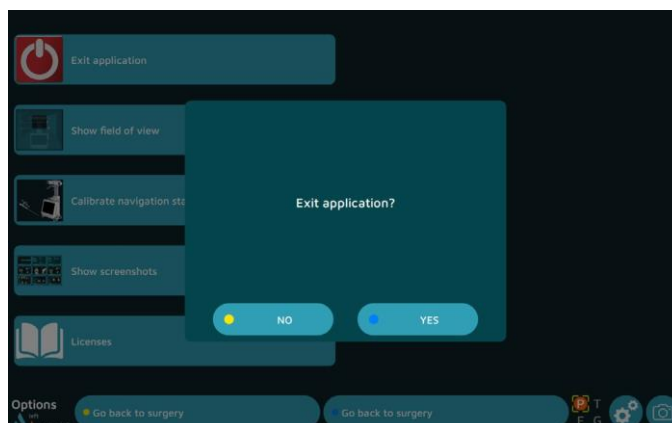 Exit application
Show field of view
Calibrate navigation sta
Exit application?
Show screenshots
NO
YES
Licenses
Options
left
Go back to surgery
Go back to surgery
P T
F G